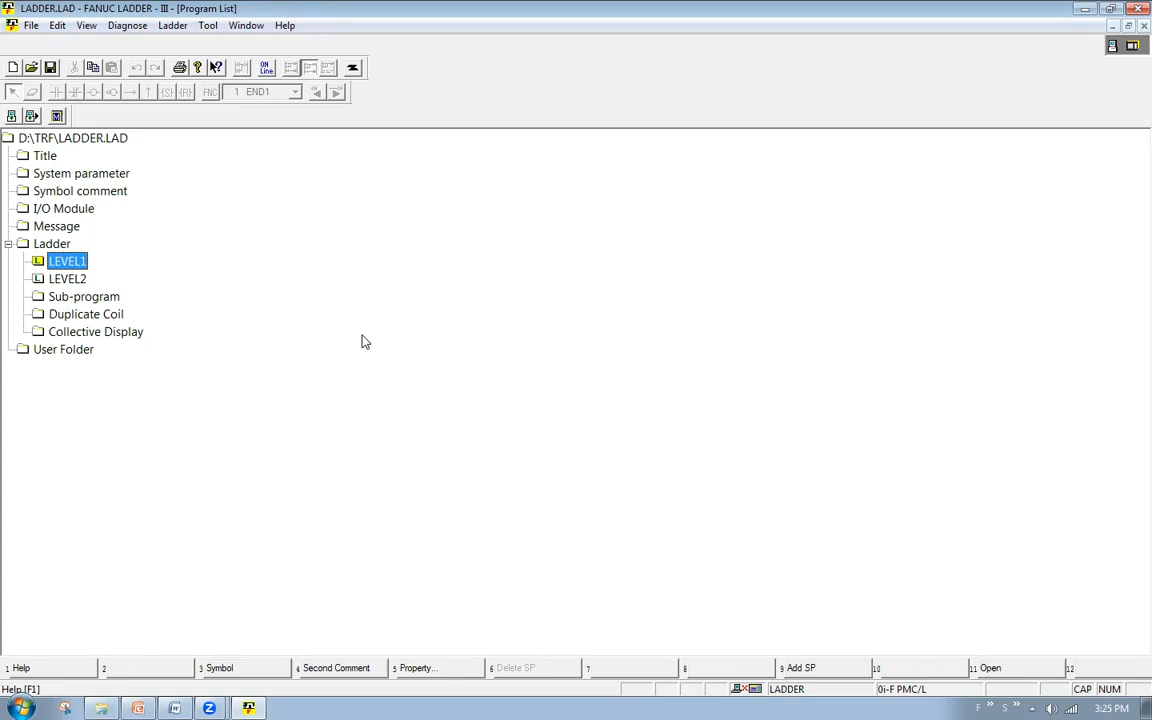 LADDER.LAD - FANUC LADDER - III - [Program List]
File Edit View Diagnose Ladder Tool Window Help
ON Line
FNC 1 END1
D:\TRF\LADDER.LAD
Title
System parameter
Symbol comment
I/O Module
Message
Ladder
LEVEL1
LEVEL2
Sub-program
Duplicate Coil
Collective Display
User Folder
1 Help 2 3 Symbol 4 Second Comment 5 Property... 6 Delete SP 7 8 9 Add SP 10 11 Open 12
Help [F1] LADDER 0i-F PMC/L CAP NUM
F » S » 3:25 PM